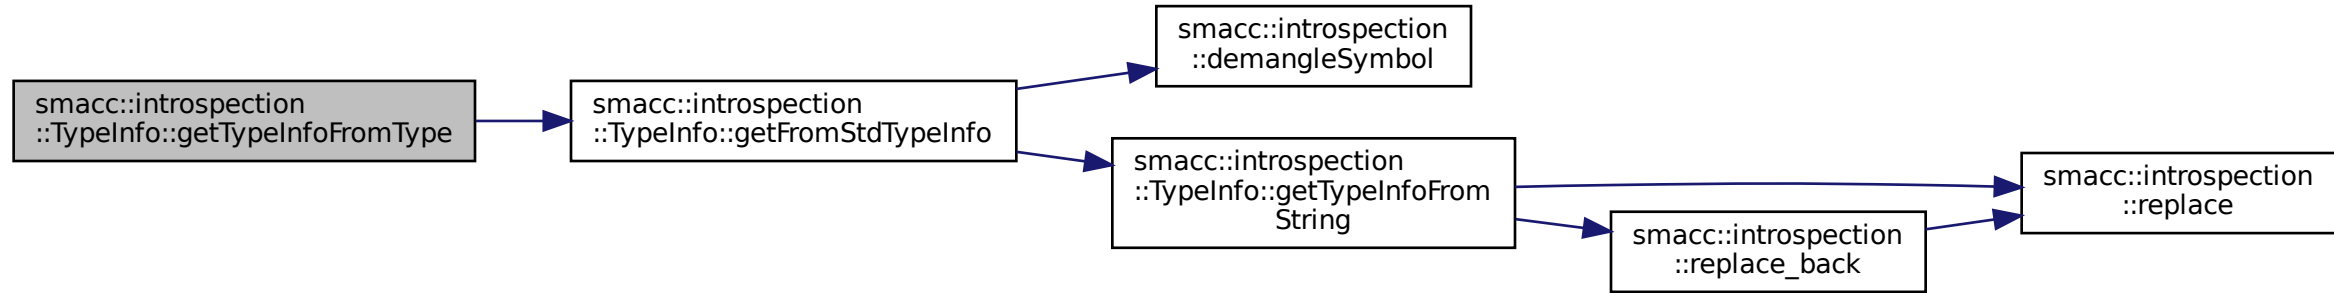 smacc::introspection
::TypeInfo::getTypeInfoFromType
smacc::introspection
::TypeInfo::getFromStdTypeInfo
smacc::introspection
::demangleSymbol
smacc::introspection
::TypeInfo::getTypeInfoFrom
String
smacc::introspection
::replace_back
smacc::introspection
::replace